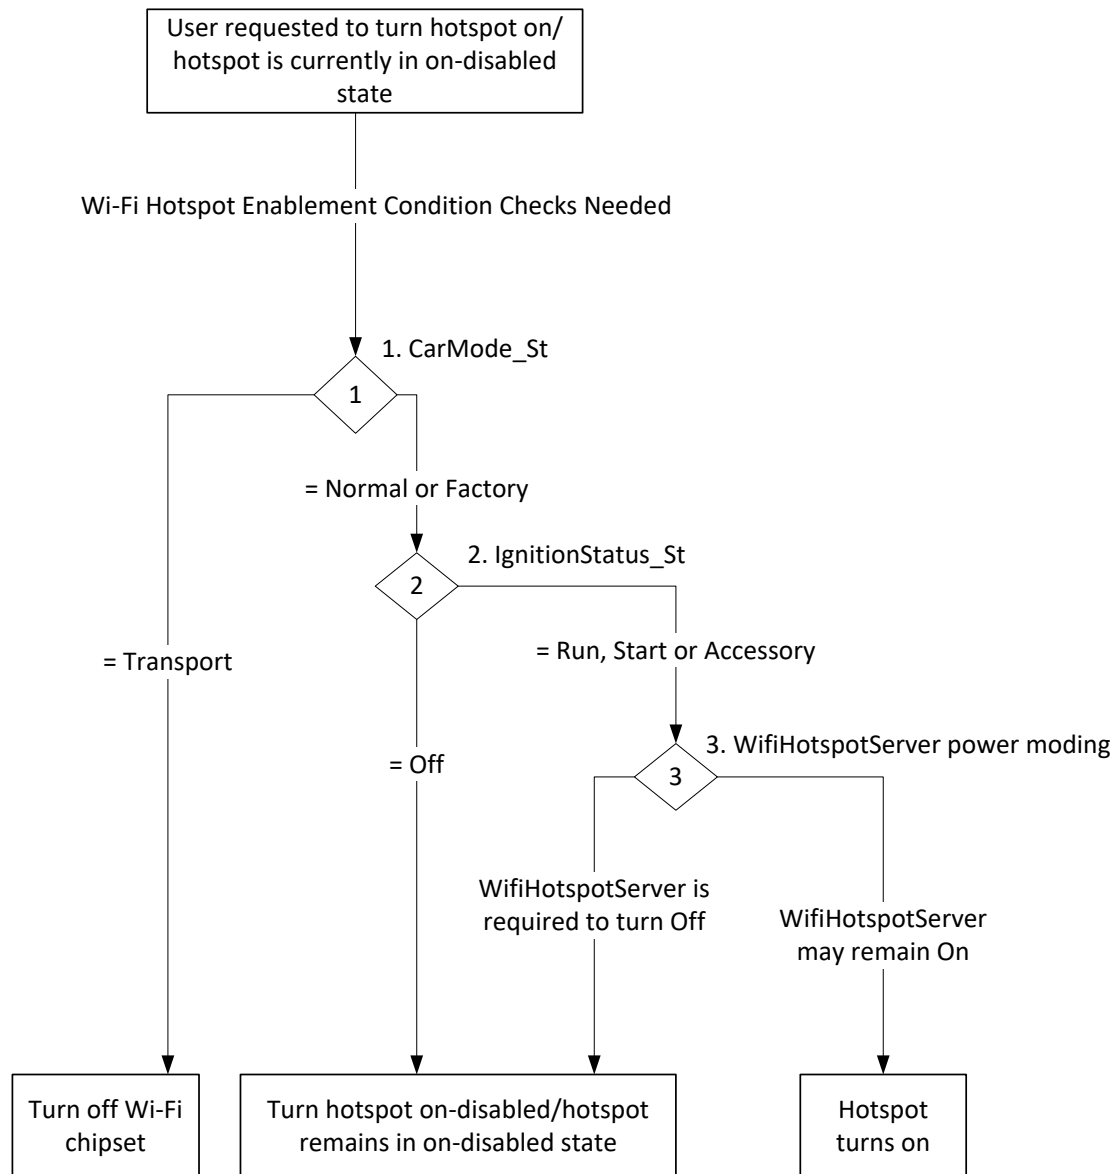 User requested to turn hotspot on/
hotspot is currently in on-disabled
state
Wi-Fi Hotspot Enablement Condition Checks Needed
1. CarMode_St
1
= Normal or Factory
2. IgnitionStatus_St
2
= Transport
= Run, Start or Accessory
3. WifiHotspotServer power moding
3
= Off
WifiHotspotServer is
required to turn Off
WifiHotspotServer
may remain On
Turn off Wi-Fi
chipset
Turn hotspot on-disabled/hotspot
remains in on-disabled state
Hotspot
turns on